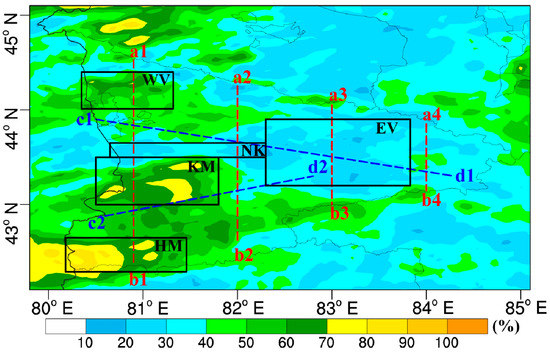 45° N
a1
WV
a2
a3
44° N
c1
a4
EV
NK
KM
d2
d1
43° N
c2
b3
b4
b2
HM
b1
80° E 81° E 82° E 83° E 84° E 85° E
10 20 30 40 50 60 70 80 90 100 (%)